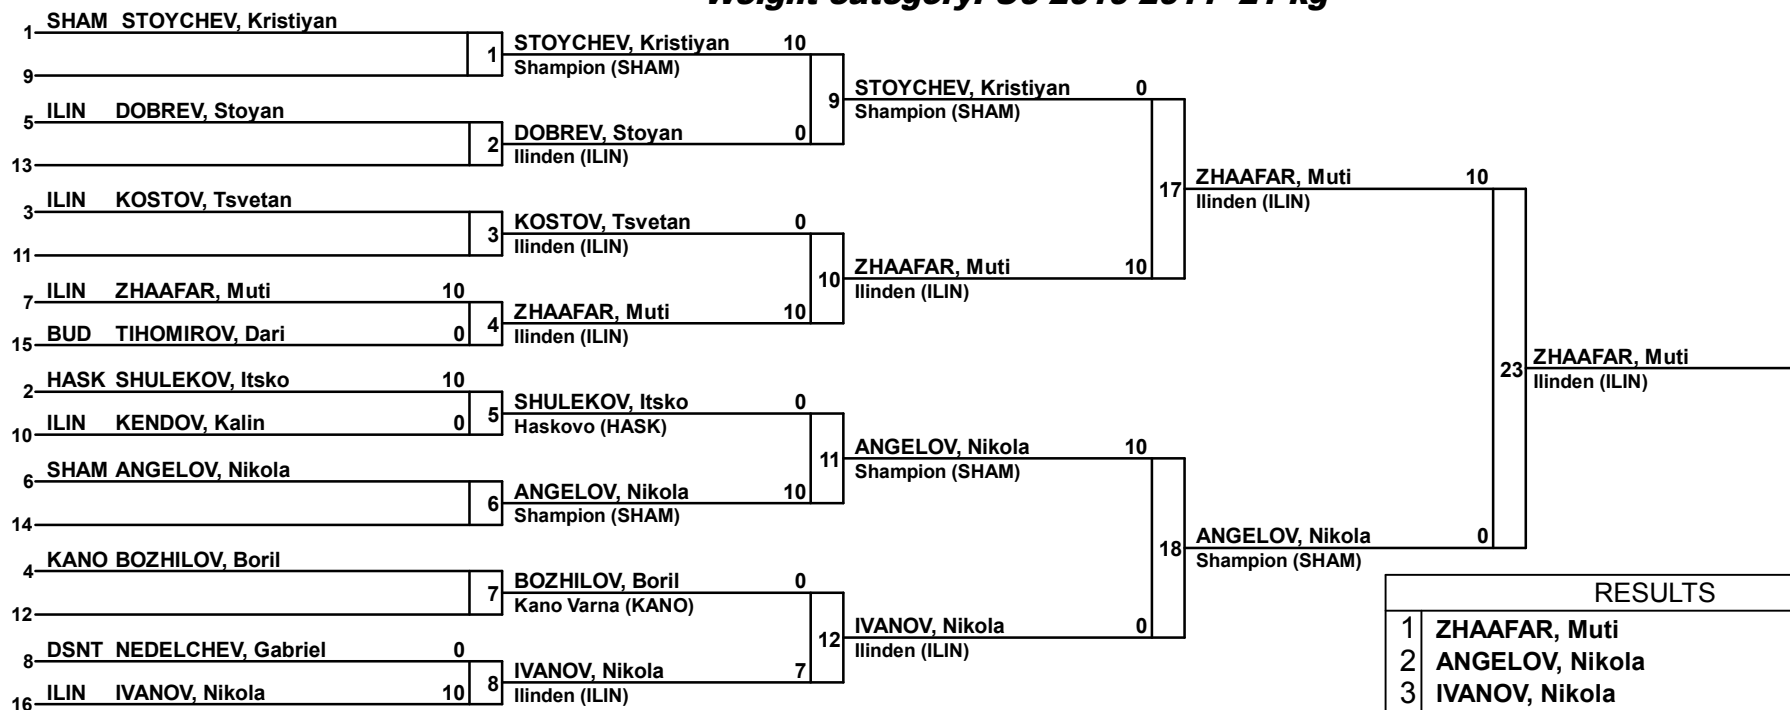 1 SHAM STOYCHEV, Kristiyan
9
1 STOYCHEV, Kristiyan 10
Shampion (SHAM)
5 ILIN DOBREV, Stoyan
13
2 DOBREV, Stoyan 0
Ilinden (ILIN)
9 STOYCHEV, Kristiyan 0
Shampion (SHAM)
3 ILIN KOSTOV, Tsvetan
11
3 KOSTOV, Tsvetan 0
Ilinden (ILIN)
7 ILIN ZHAAFAR, Muti 10
15 BUD TIHOMIROV, Dari 0
4 ZHAAFAR, Muti 10
Ilinden (ILIN)
10 ZHAAFAR, Muti 10
Ilinden (ILIN)
17 ZHAAFAR, Muti 10
Ilinden (ILIN)
2 HASK SHULEKOV, Itsko 10
10 ILIN KENDOV, Kalin 0
5 SHULEKOV, Itsko 0
Haskovo (HASK)
6 SHAM ANGELOV, Nikola
14
6 ANGELOV, Nikola 10
Shampion (SHAM)
11 ANGELOV, Nikola 10
Shampion (SHAM)
4 KANO BOZHILOV, Boril
12
7 BOZHILOV, Boril 0
Kano Varna (KANO)
8 DSNT NEDELCHEV, Gabriel 0
16 ILIN IVANOV, Nikola 10
8 IVANOV, Nikola 7
Ilinden (ILIN)
12 IVANOV, Nikola 0
Ilinden (ILIN)
18 ANGELOV, Nikola 0
Shampion (SHAM)
23 ZHAAFAR, Muti
Ilinden (ILIN)
RESULTS
1 ZHAAFAR, Muti
2 ANGELOV, Nikola
3 IVANOV, Nikola